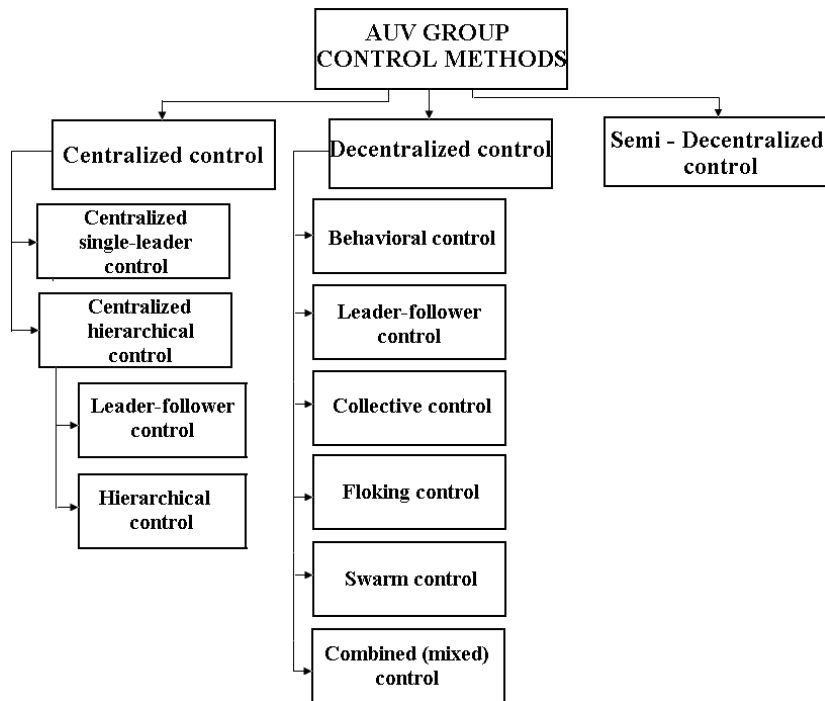 AUV GROUP
CONTROL METHODS
Centralized control
Decentralized control
Semi - Decentralized
control
Centralized
single-leader
control
Centralized
hierarchical
control
Leader-follower
control
Hierarchical
control
Behavioral control
Leader-follower
control
Collective control
Floking control
Swarm control
Combined (mixed)
control